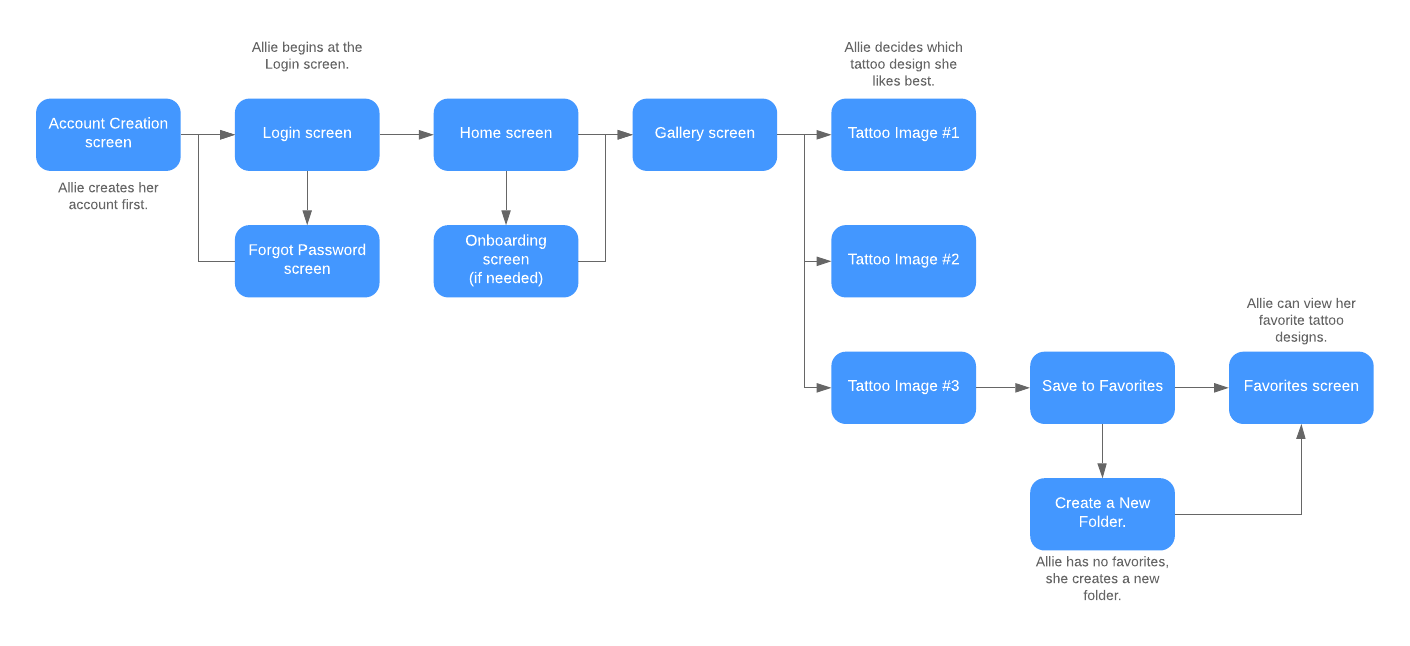 Allie begins at the
Login screen.
Allie decides which
tattoo design she
likes best.
Account Creation
screen
Login screen
Home screen
Gallery screen
Tattoo Image #1
Allie creates her
account first.
Forgot Password
screen
Onboarding
screen
(if needed)
Tattoo Image #2
Allie can view her
favorite tattoo
designs.
Tattoo Image #3
Save to Favorites
Favorites screen
Create a New
Folder.
Allie has no favorites,
she creates a new
folder.